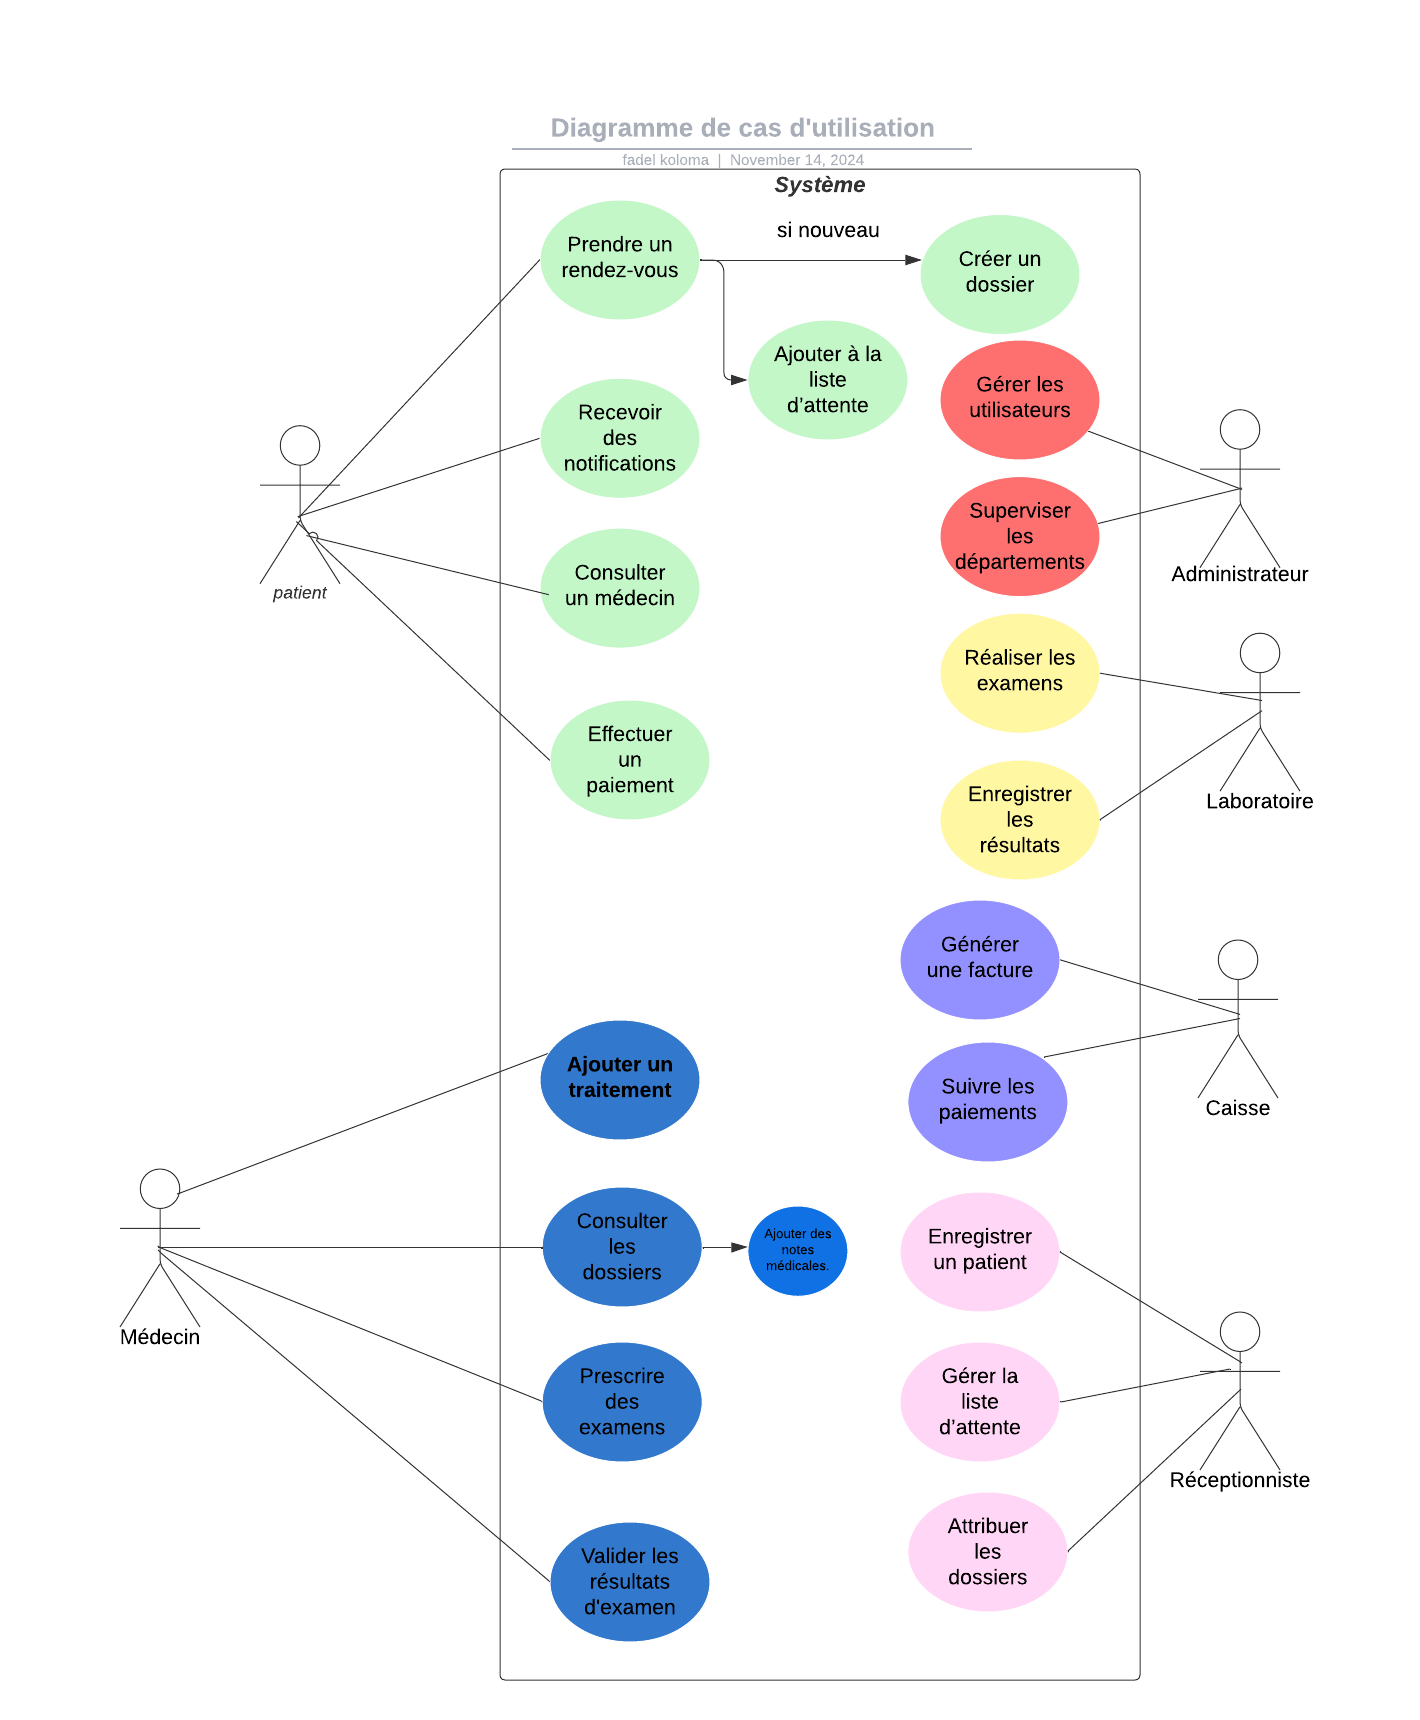 Diagramme de cas d'utilisation
fadel koloma | November 14, 2024
Système
Prendre un
rendez-vous
si nouveau
Créer un
dossier
Ajouter à la
liste
d’attente
Recevoir
des
notifications
Consulter
un médecin
Effectuer
un
paiement
patient
Gérer les
utilisateurs
Superviser
les
départements
Administrateur
Réaliser les
examens
Enregistrer
les
résultats
Laboratoire
Générer
une facture
Suivre les
paiements
Caisse
Ajouter un
traitement
Consulter
les
dossiers
Ajouter des
notes
médicales.
Prescrire
des
examens
Valider les
résultats
d'examen
Médecin
Enregistrer
un patient
Gérer la
liste
d’attente
Attribuer
les
dossiers
Réceptionniste